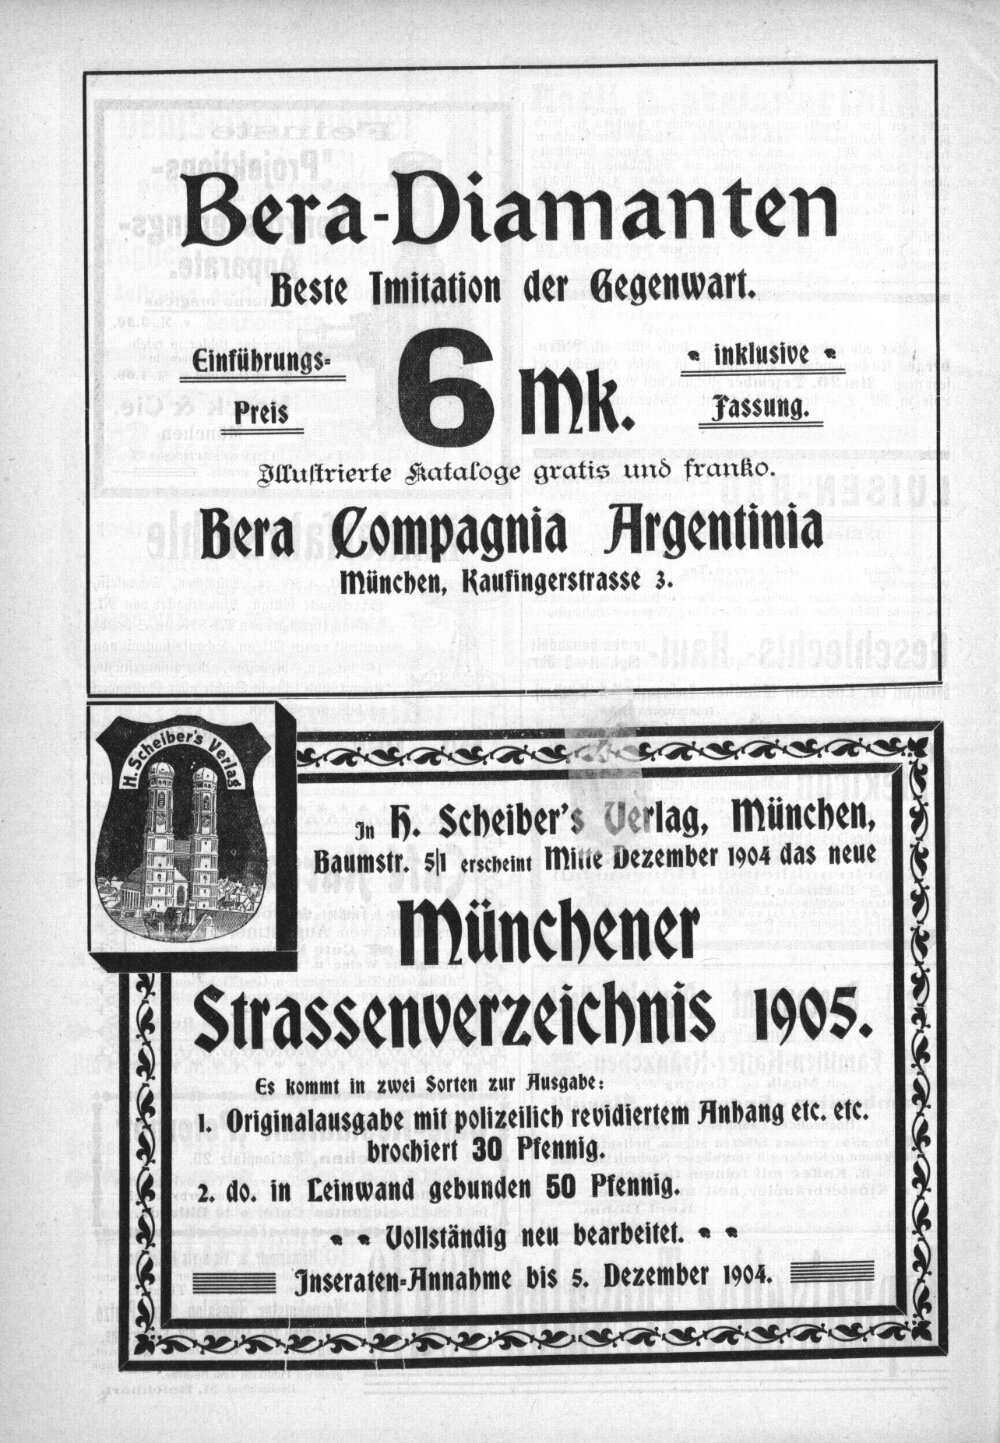 Bera-Diamanten
Beste Imitation der Gegenwart.
Einführungs-
Preis
6 Mk.
inklusive
Fassung.
Illustrierte Kataloge gratis und franko.
Bera Compagnia Argentinia
München, Kaufingerstrasse 3.
H. Scheiber's Verlag
In H. Scheiber's Verlag, München,
Baumstr. 5|1 erscheint Mitte Dezember 1904 das neue
Münchener
Strassenverzeichnis 1905.
Es kommt in zwei Sorten zur Ausgabe:
1. Originalausgabe mit polizeilich revidiertem Anhang etc. etc.
brochiert 30 Pfennig.
2. do. in Leinwand gebunden 50 Pfennig.
Vollständig neu bearbeitet.
Inseraten-Annahme bis 5. Dezember 1904.